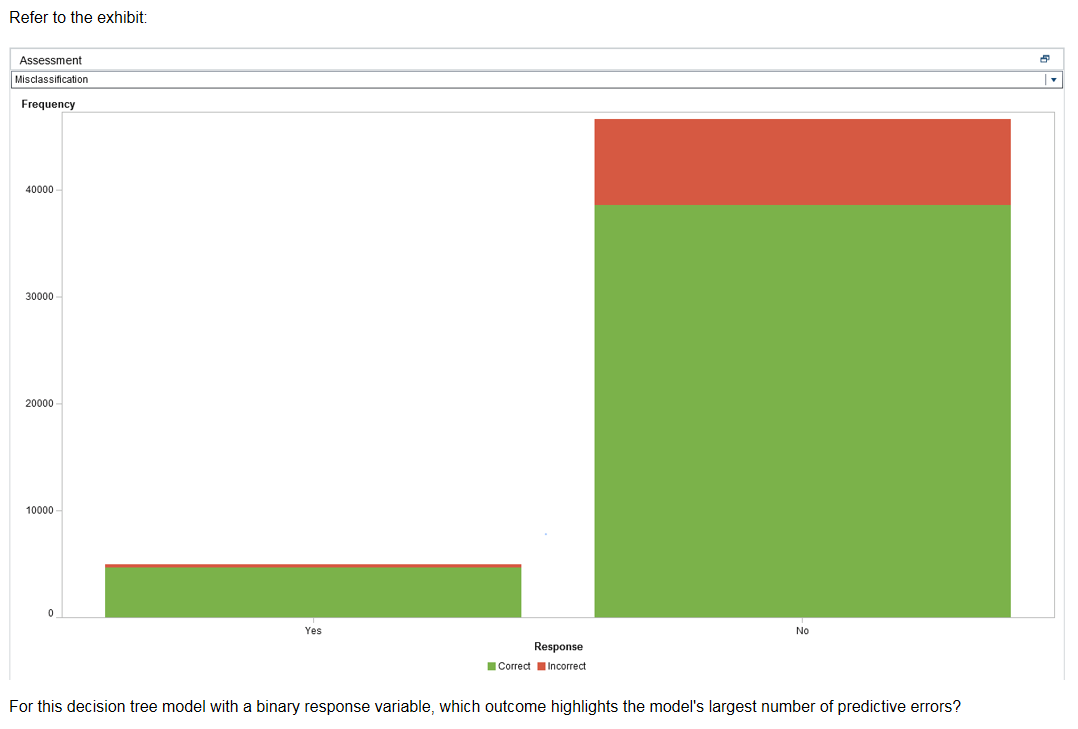 Refer to the exhibit:
Assessment
Misclassification
Frequency
40000
30000
20000
10000
0
Yes
No
Response
Correct Incorrect
For this decision tree model with a binary response variable, which outcome highlights the model's largest number of predictive errors?